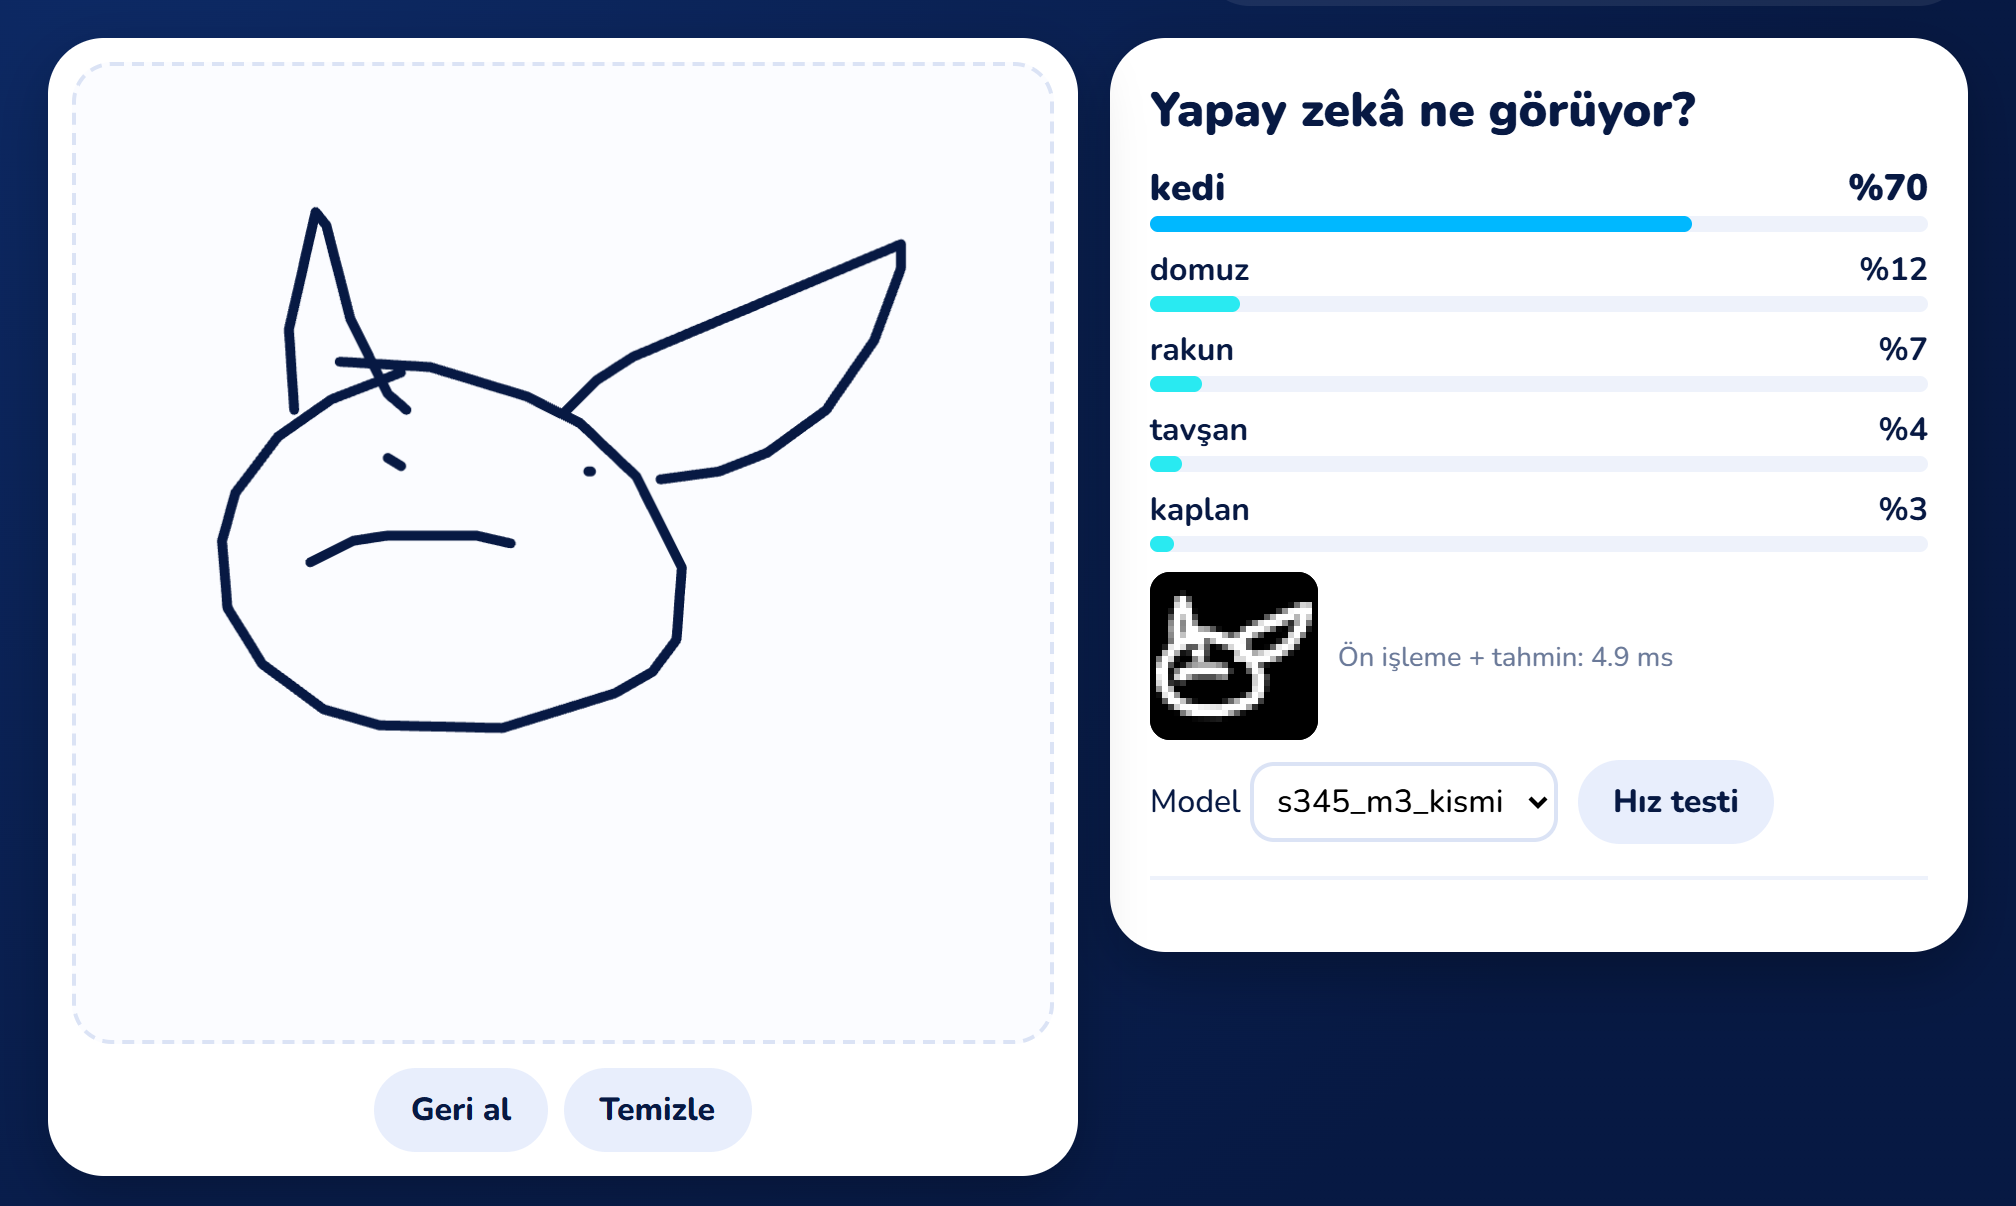 Yapay zekâ ne görüyor?
kedi %70
domuz %12
rakun %7
tavşan %4
kaplan %3
Ön işleme + tahmin: 4.9 ms
Model s345_m3_kismi Hız testi
Geri al Temizle